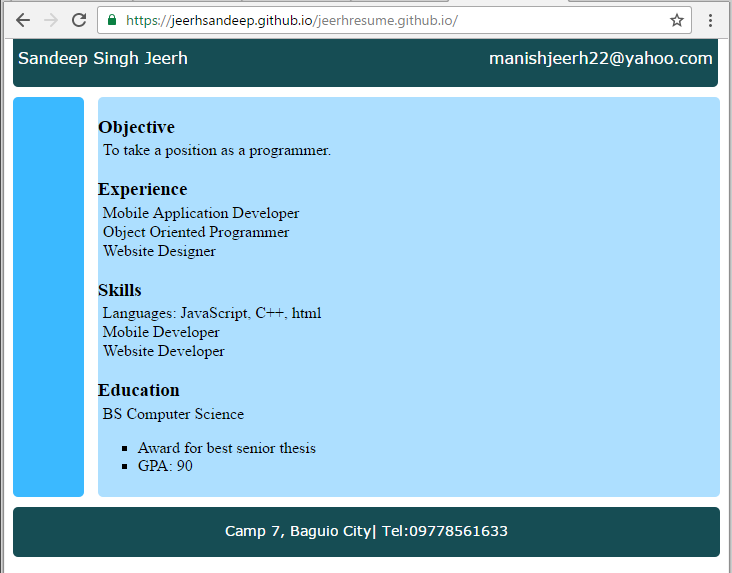 https://jeerhsandeep.github.io/jeerhresume.github.io/
Sandeep Singh Jeerh manishjeerh22@yahoo.com
Objective
To take a position as a programmer.
Experience
Mobile Application Developer
Object Oriented Programmer
Website Designer
Skills
Languages: JavaScript, C++, html
Mobile Developer
Website Developer
Education
BS Computer Science
Award for best senior thesis
GPA: 90
Camp 7, Baguio City| Tel:09778561633